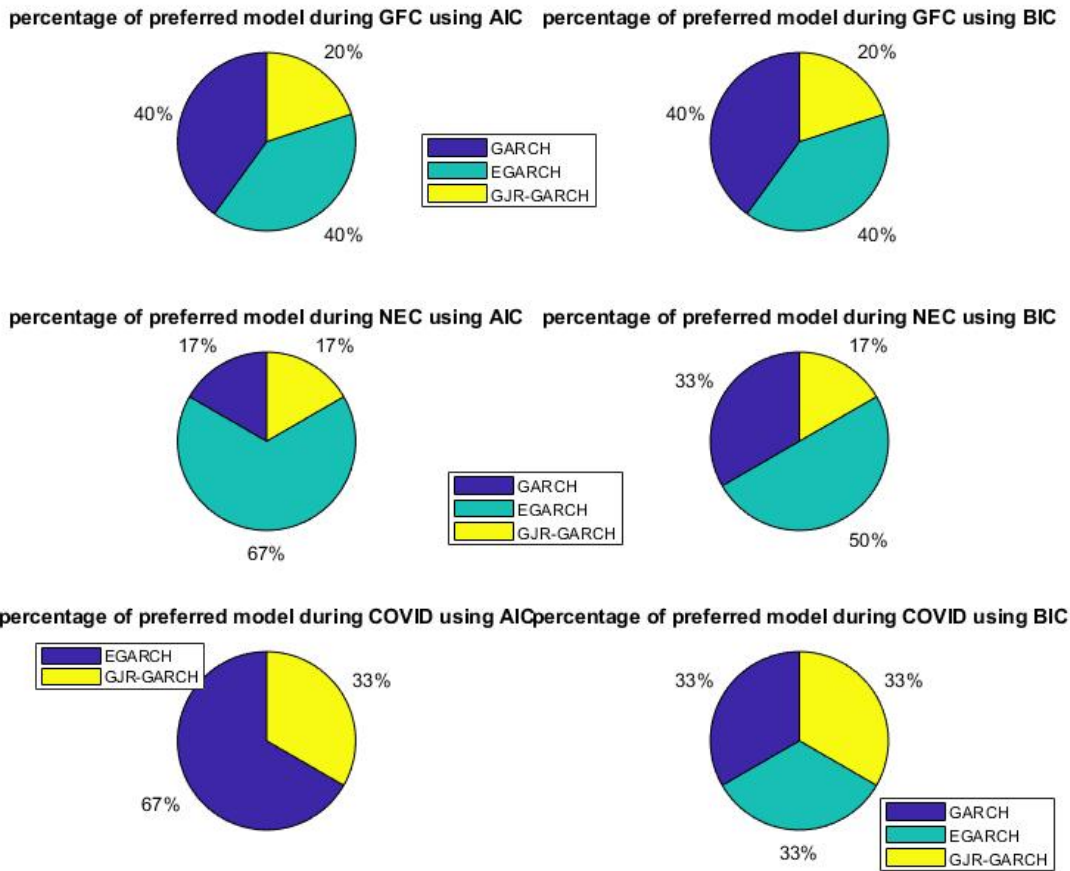 percentage of preferred model during GFC using AIC
20%
40%
40%
percentage of preferred model during GFC using BIC
20%
40%
40%
GARCH
EGARCH
GJR-GARCH
percentage of preferred model during NEC using AIC
17%
17%
67%
percentage of preferred model during NEC using BIC
17%
33%
50%
GARCH
EGARCH
GJR-GARCH
percentage of preferred model during COVID using AIC
EGARCH
GJR-GARCH
33%
67%
percentage of preferred model during COVID using BIC
33%
33%
33%
GARCH
EGARCH
GJR-GARCH